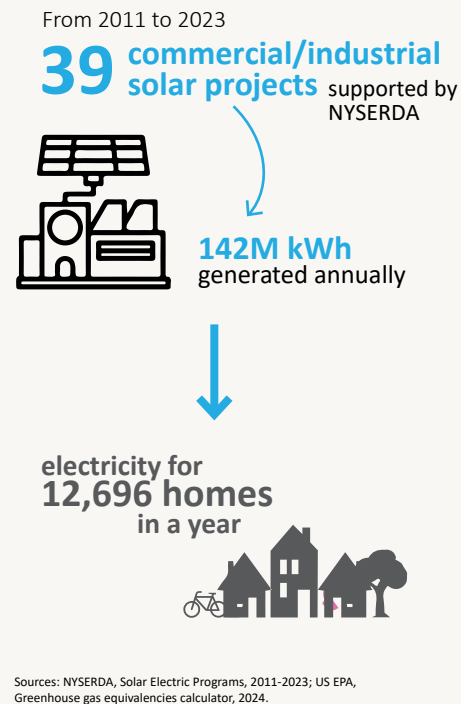 From 2011 to 2023
39 commercial/industrial
solar projects supported by
NYSERDA
142M kWh
generated annually
electricity for
12,696 homes
in a year
Sources: NYSERDA, Solar Electric Programs, 2011-2023; US EPA,
Greenhouse gas equivalencies calculator, 2024.